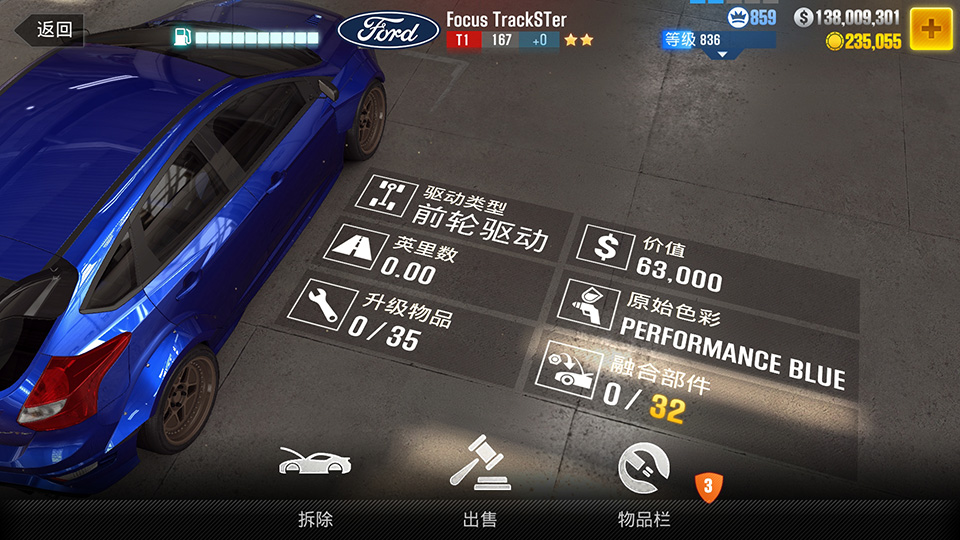 返回
Ford
Focus TrackSTer
T1 167 +0
859
138,009,301
等级 836
235,055
驱动类型
前轮驱动
英里数
0.00
升级物品
0 / 35
价值
63,000
原始色彩
PERFORMANCE BLUE
融合部件
0 / 32
拆除
出售
物品栏
3